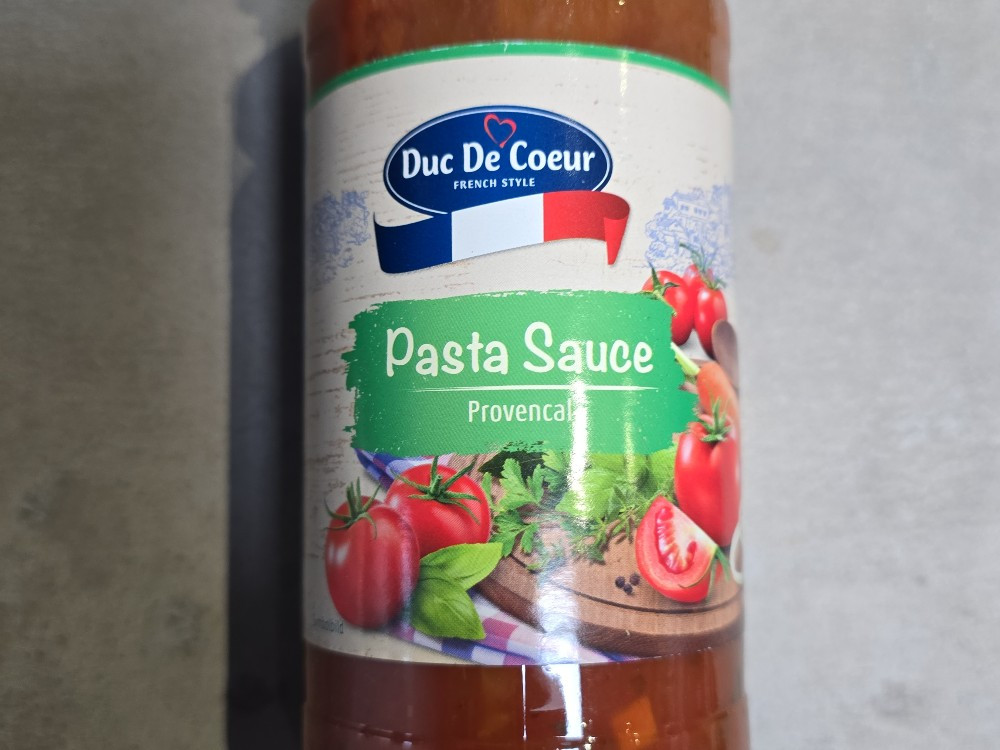 Duc De Coeur
FRENCH STYLE
Pasta Sauce
Provencal